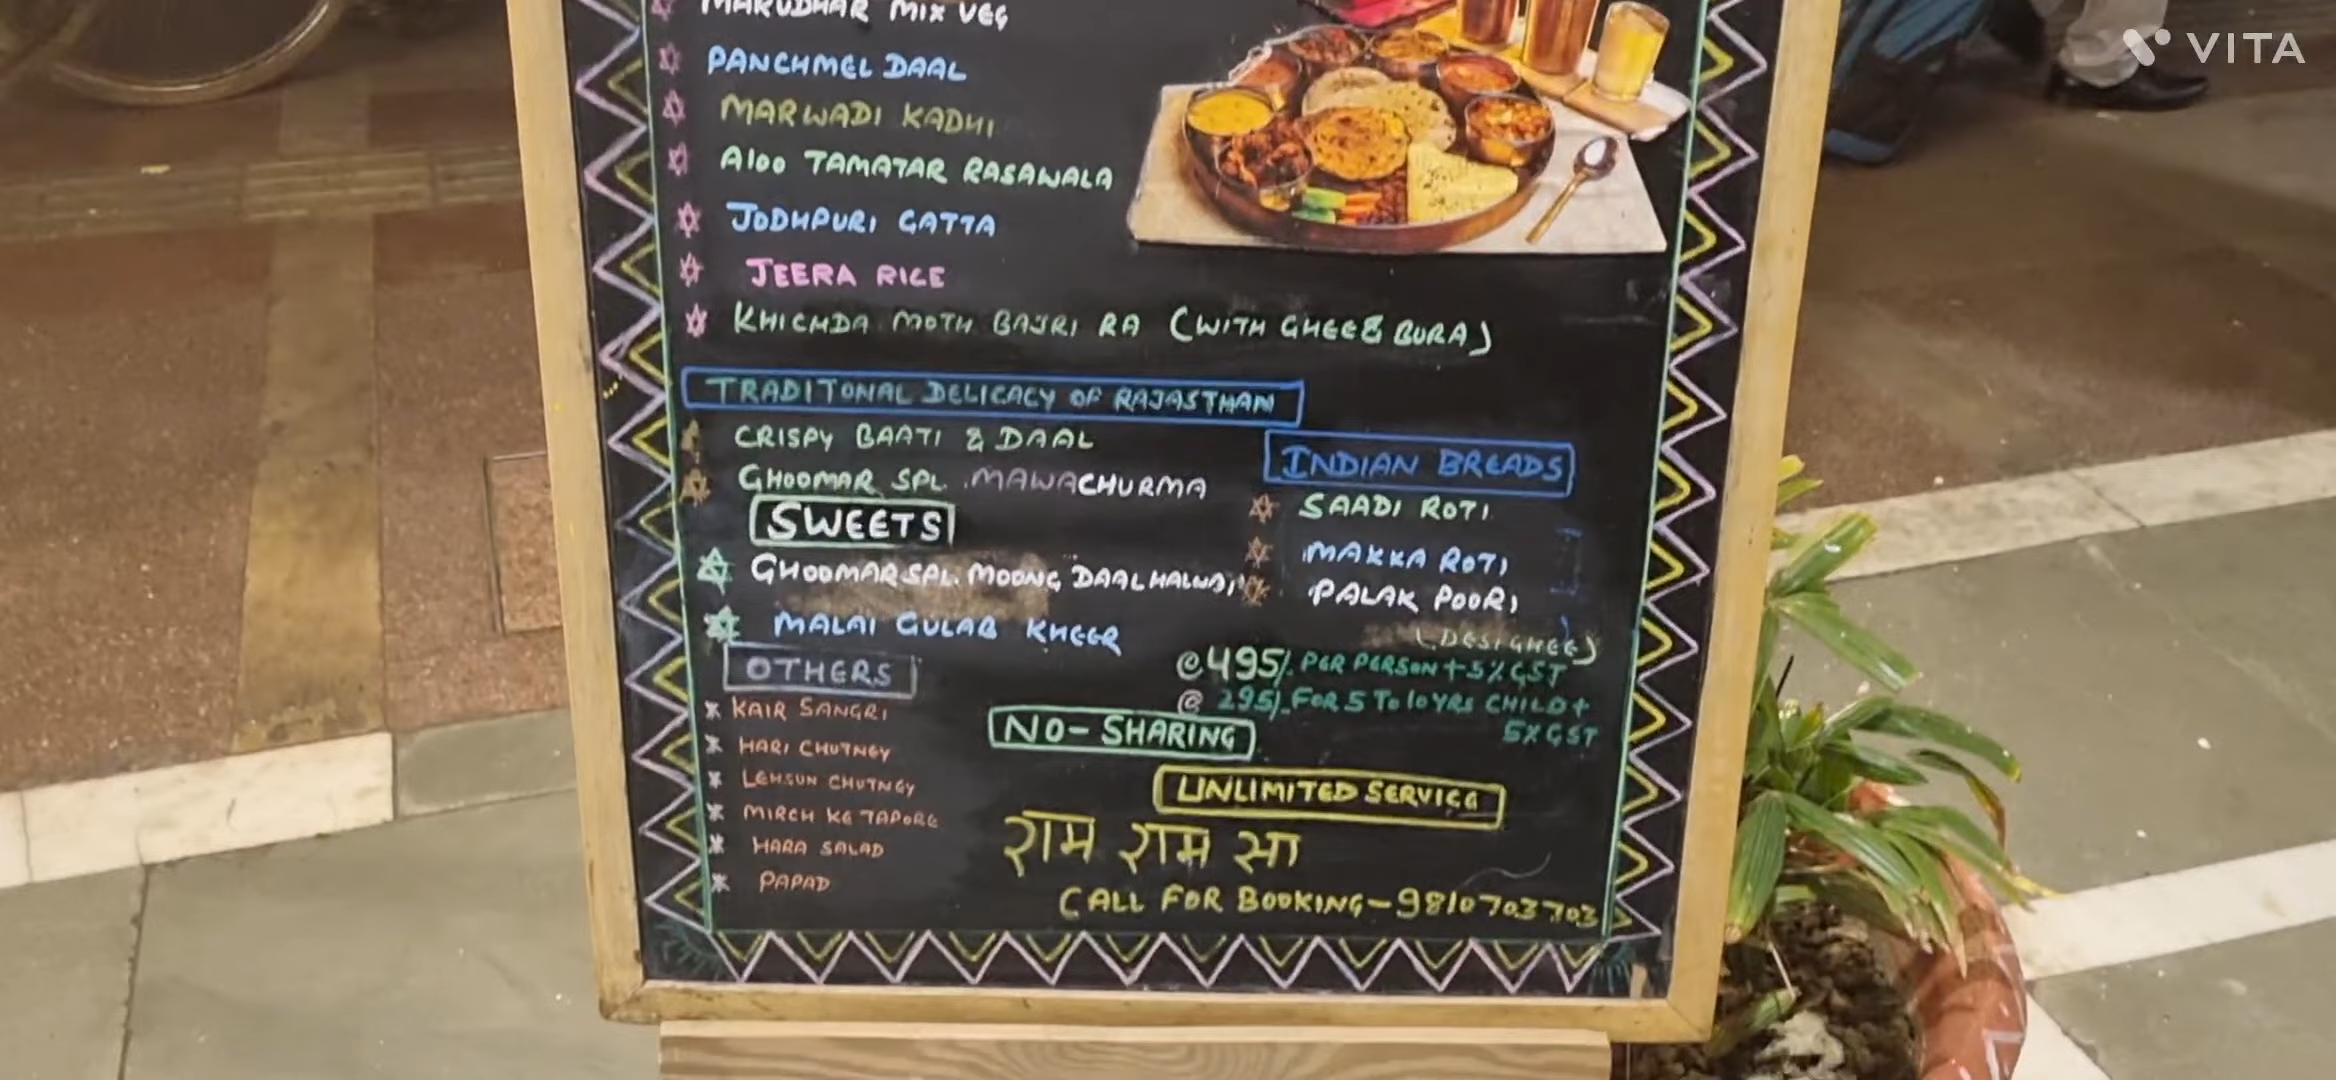 MARUDHAR MIX VEG
PANCHMEL DAAL
MARWADI KADHI
Aloo TAMATAR RASAWALA
JODHPURI GATTA
JEERA RICE
KHICHDA MOTH BAJRI RA (WITH GHEE & BURA)
TRADITONAL DELICACY OF RAJASTHAN
CRISPY BAATI & DAAL
GHOOMAR SPL. MAWACHURMA
SWEETS
GHOOMAR SPL. MOONG DAAL HALWA
MALAI GULAB KHEER
INDIAN BREADS
SAADI ROTI
MAKKA ROTI
PALAK POORI
(DESI GHEE)
@ 495/. PER PERSON + 5% GST
@ 295/. FOR 5 To 10 YRS CHILD +
5% GST
OTHERS
KAIR SANGRI
HARI CHUTNEY
LEHSUN CHUTNEY
MIRCH KE TAPORE
HARA SALAD
PAPAD
NO-SHARING
UNLIMITED SERVICE
राम राम सा
CALL FOR BOOKING-9810703703
VITA